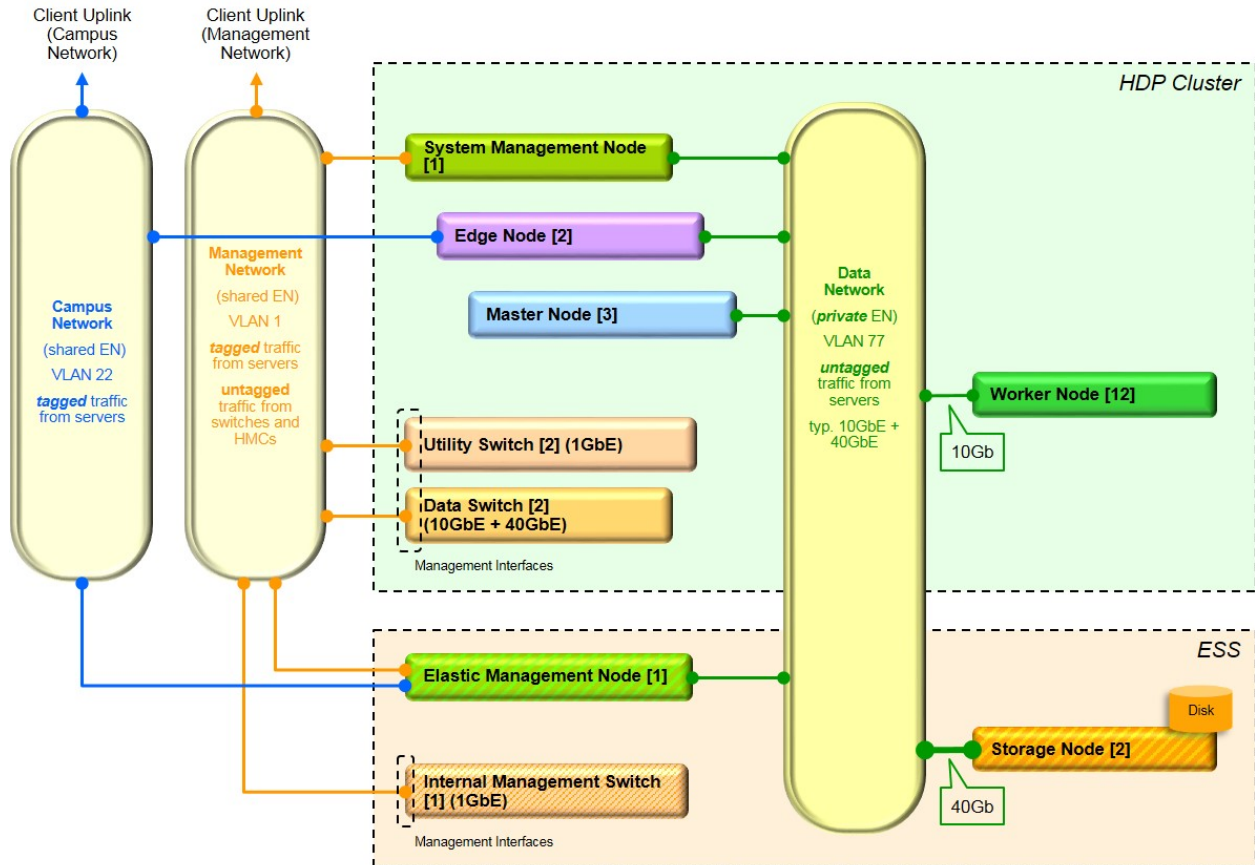 Client Uplink
(Campus
Network)
Client Uplink
(Management
Network)
HDP Cluster
System Management Node
[1]
Edge Node [2]
Master Node [3]
Campus
Network
(shared EN)
VLAN 22
tagged traffic
from servers
Management
Network
(shared EN)
VLAN 1
tagged traffic
from servers
untagged
traffic from
switches and
HMCs
Data
Network
(private EN)
VLAN 77
untagged
traffic from
servers
typ. 10GbE +
40GbE
Worker Node [12]
10Gb
Utility Switch [2] (1GbE)
Data Switch [2]
(10GbE + 40GbE)
Management Interfaces
ESS
Elastic Management Node [1]
Disk
Storage Node [2]
40Gb
Internal Management Switch
[1] (1GbE)
Management Interfaces